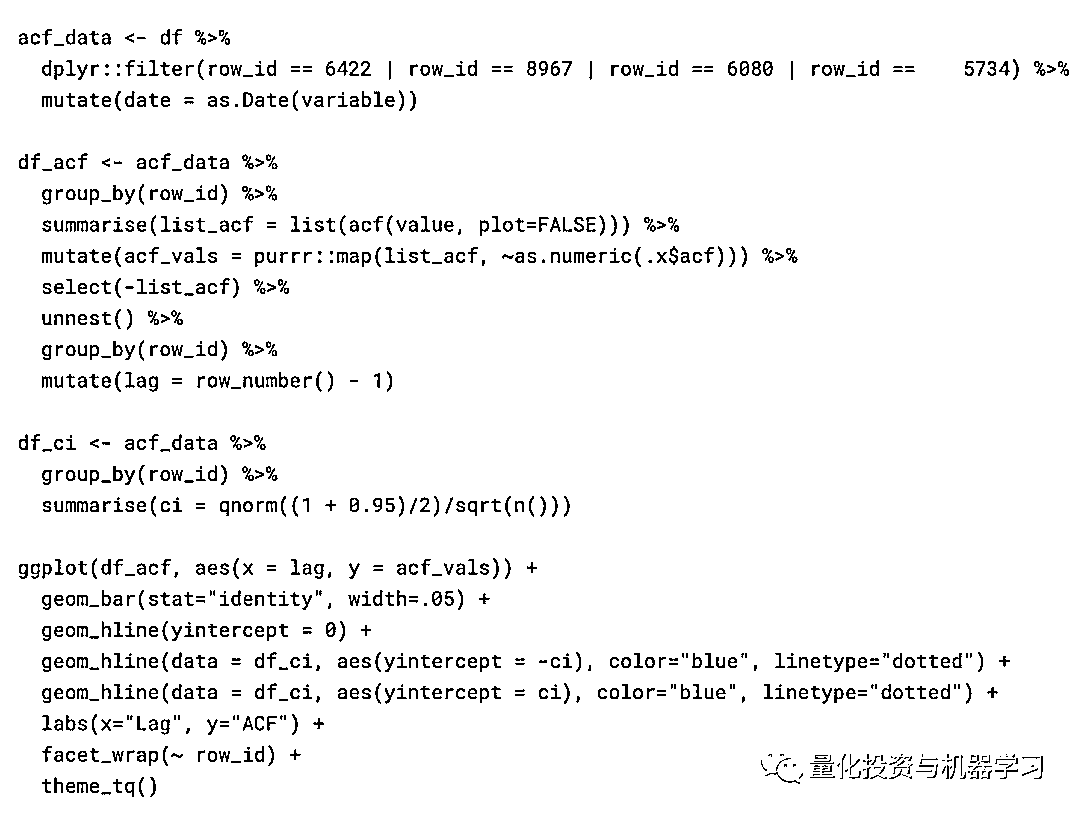 acf_data <- df %>%
  dplyr::filter(row_id == 6422 | row_id == 8967 | row_id == 6080 | row_id ==    5734) %>%
  mutate(date = as.Date(variable))

df_acf <- acf_data %>%
  group_by(row_id) %>%
  summarise(list_acf = list(acf(value, plot=FALSE))) %>%
  mutate(acf_vals = purrr::map(list_acf, ~as.numeric(.x$acf))) %>%
  select(-list_acf) %>%
  unnest() %>%
  group_by(row_id) %>%
  mutate(lag = row_number() - 1)

df_ci <- acf_data %>%
  group_by(row_id) %>%
  summarise(ci = qnorm((1 + 0.95)/2)/sqrt(n()))

ggplot(df_acf, aes(x = lag, y = acf_vals)) +
  geom_bar(stat="identity", width=.05) +
  geom_hline(yintercept = 0) +
  geom_hline(data = df_ci, aes(yintercept = -ci), color="blue", linetype="dotted") +
  geom_hline(data = df_ci, aes(yintercept = ci), color="blue", linetype="dotted") +
  labs(x="Lag", y="ACF") +
  facet_wrap(~ row_id) +
  theme_tq()
量化投资与机器学习